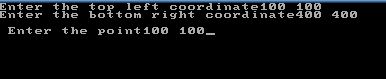 Enter the top left coordinate100 100
Enter the bottom right coordinate400 400
Enter the point100 100_